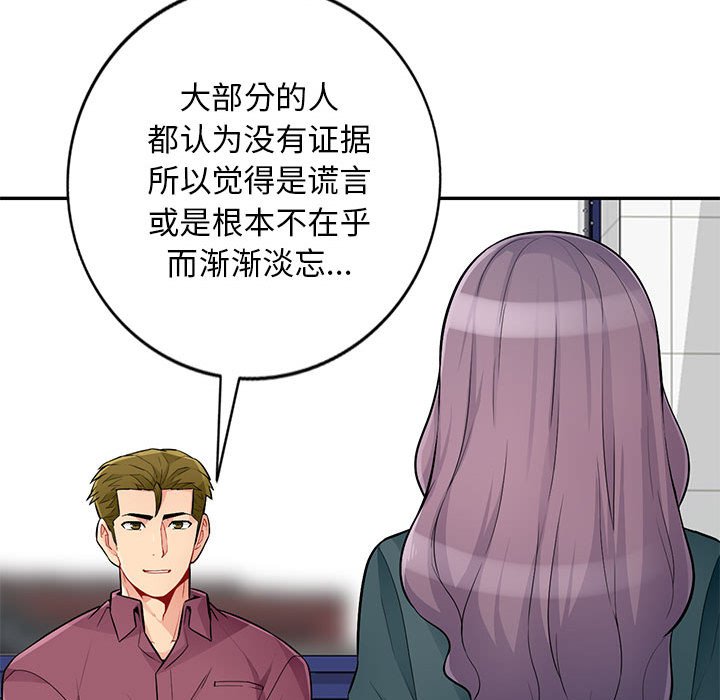 大部分的人
都认为没有证据
所以觉得是谎言
或是根本不在乎
而渐渐淡忘...